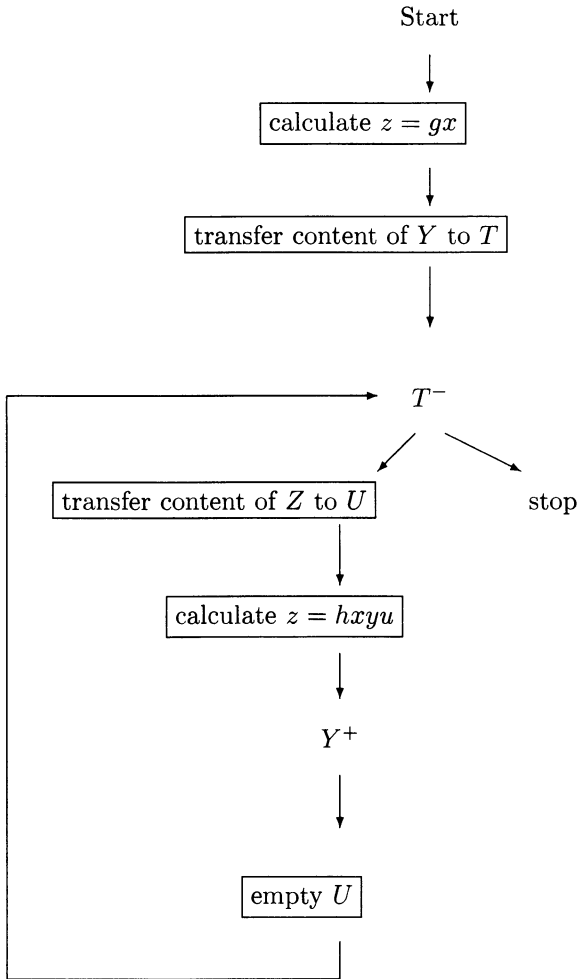 Start
calculate z = gx
transfer content of Y to T
T⁻
transfer content of Z to U
stop
calculate z = hxyu
Y⁺
empty U